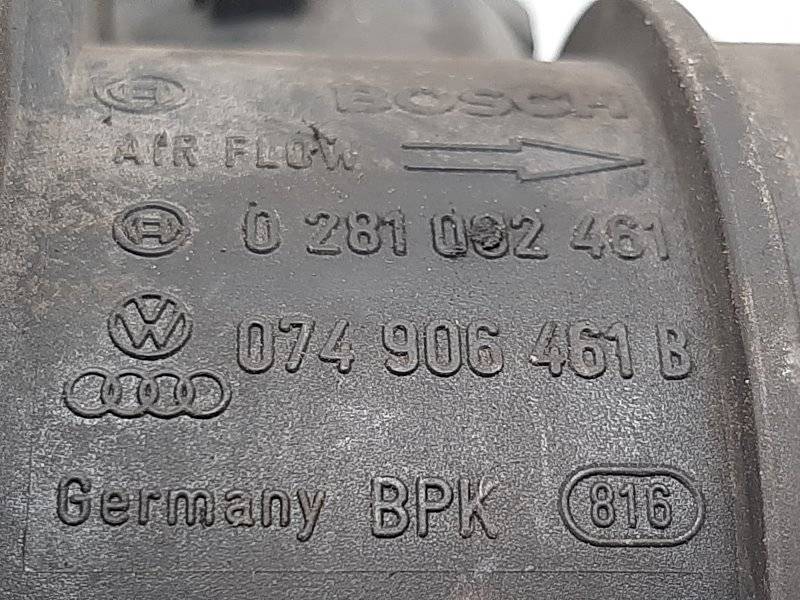 BOSCH
AIR FLOW
0 281 002 461
074 906 461 B
Germany BPK 816